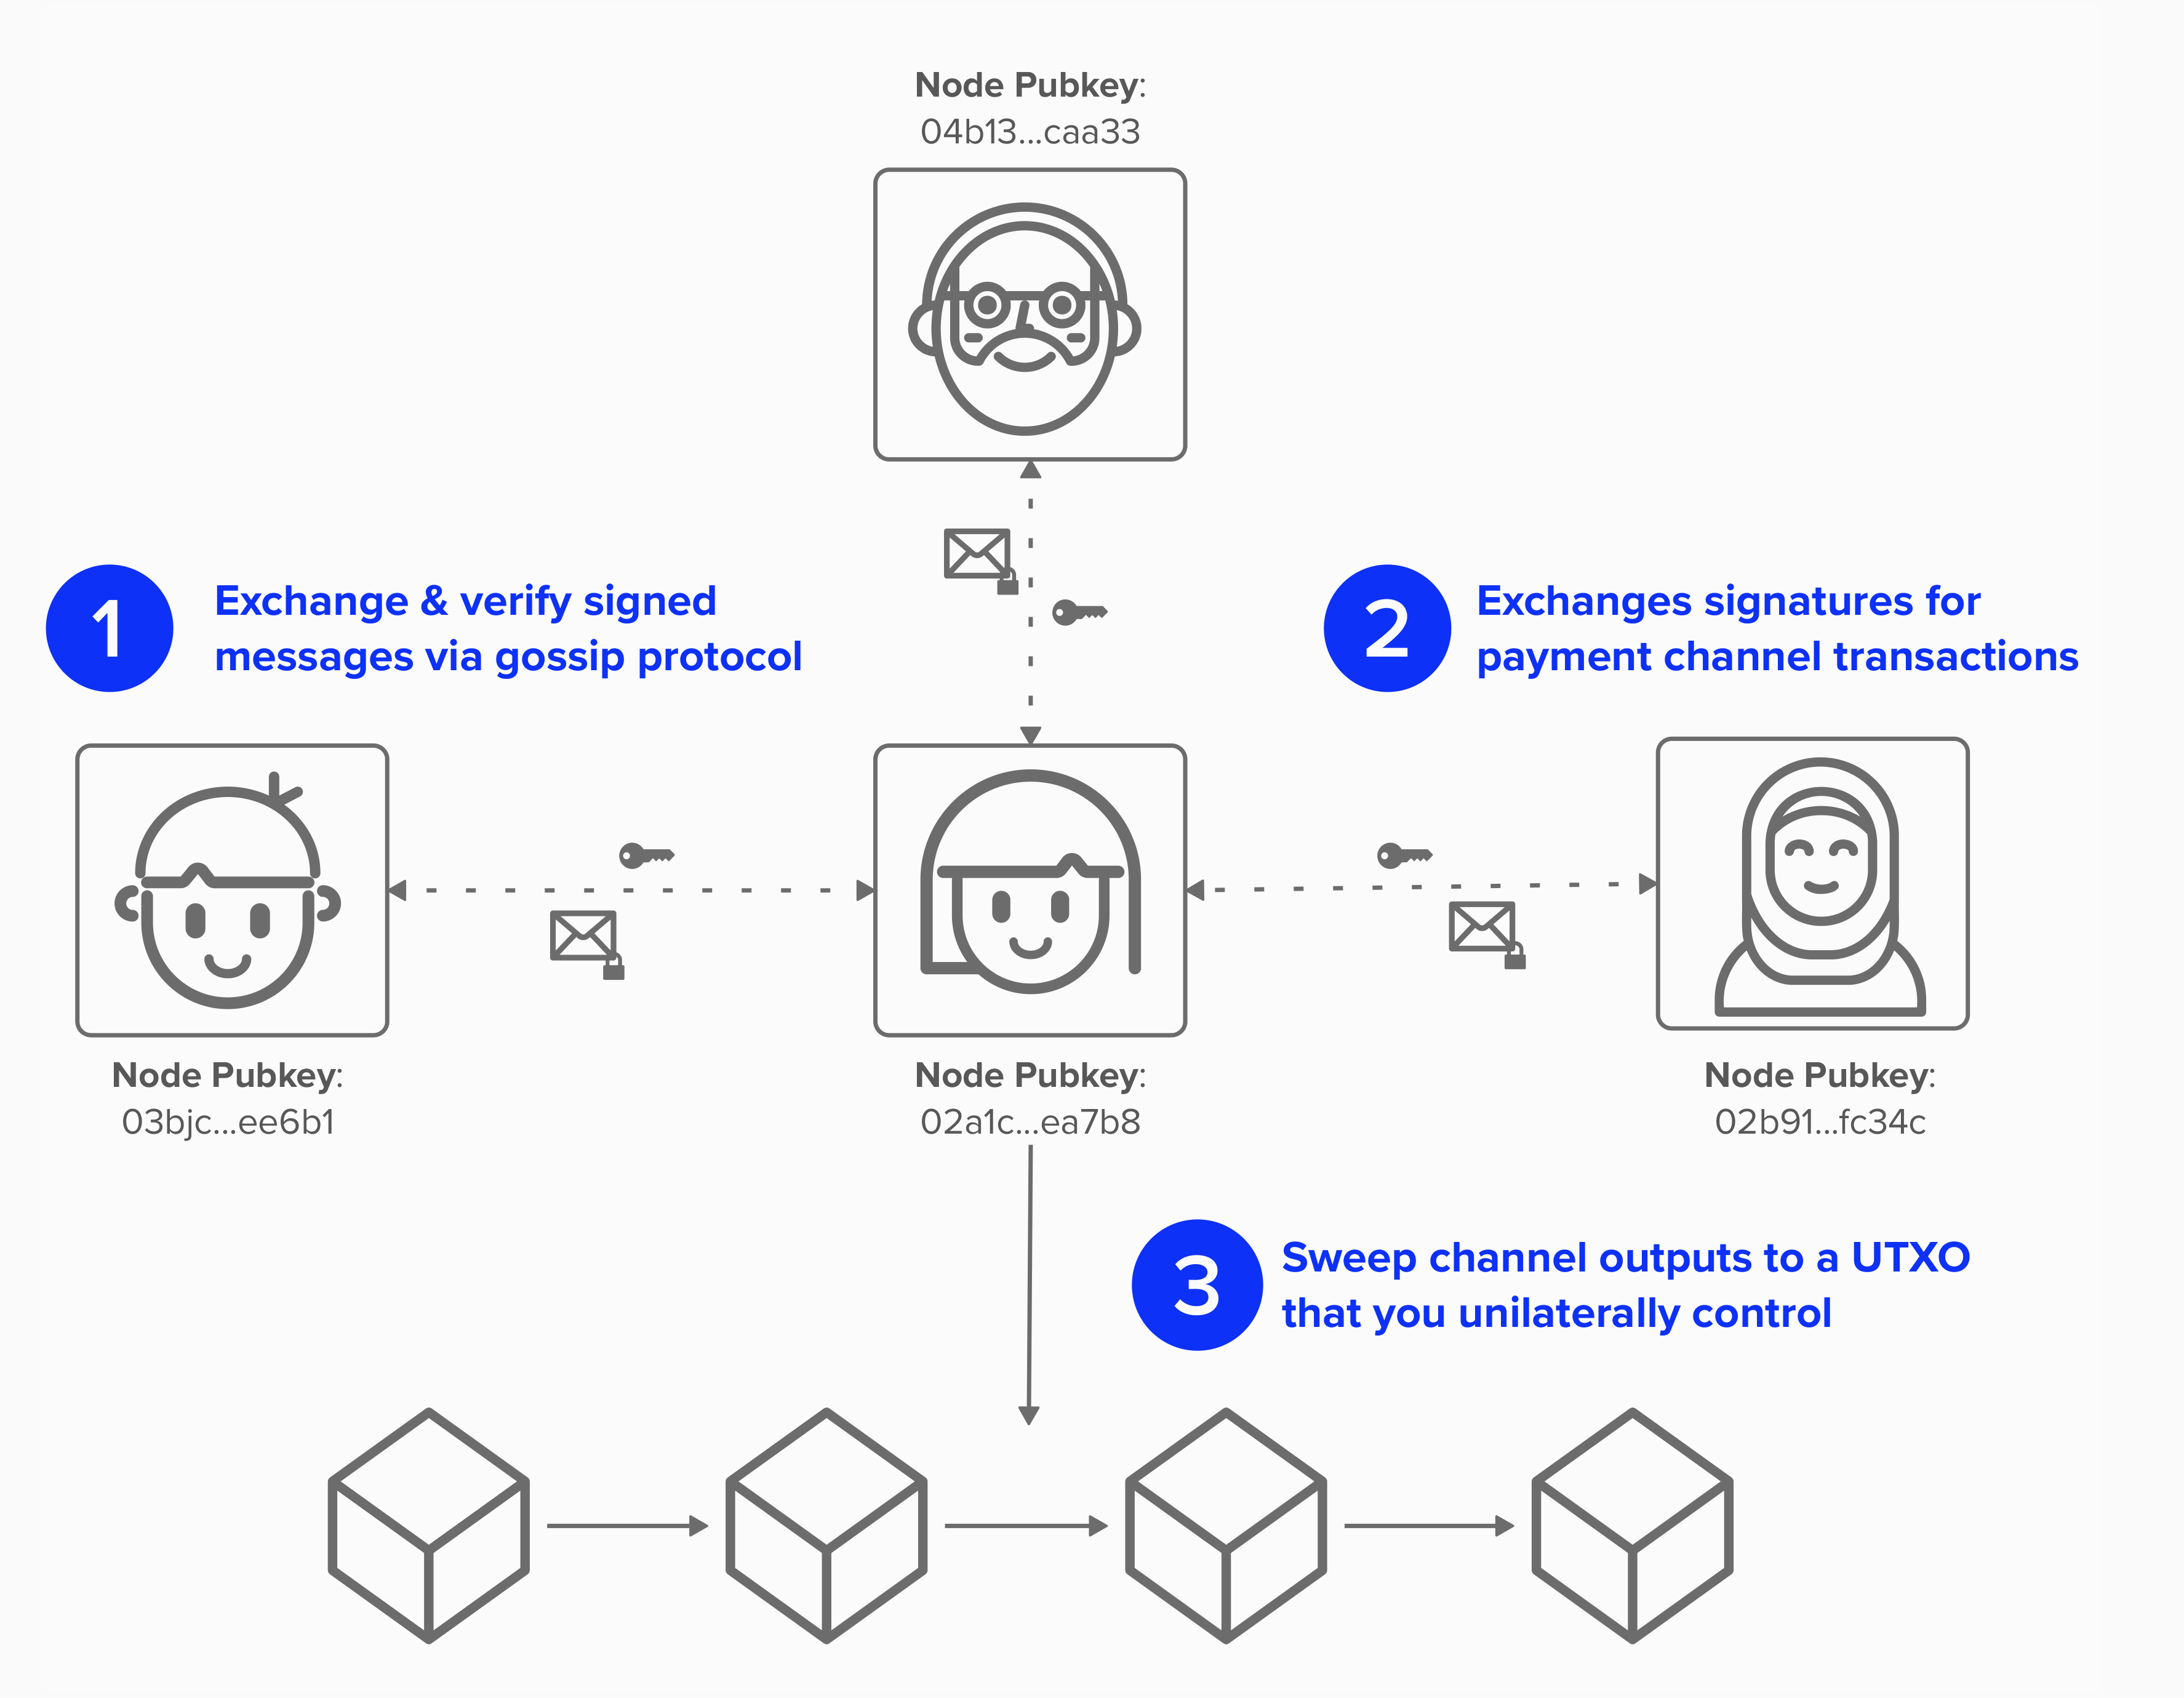 Node Pubkey:
04b13...caa33
1
Exchange & verify signed
messages via gossip protocol
2
Exchanges signatures for
payment channel transactions
Node Pubkey:
03bjc...ee6b1
Node Pubkey:
02a1c...ea7b8
Node Pubkey:
02b91...fc34c
3
Sweep channel outputs to a UTXO
that you unilaterally control